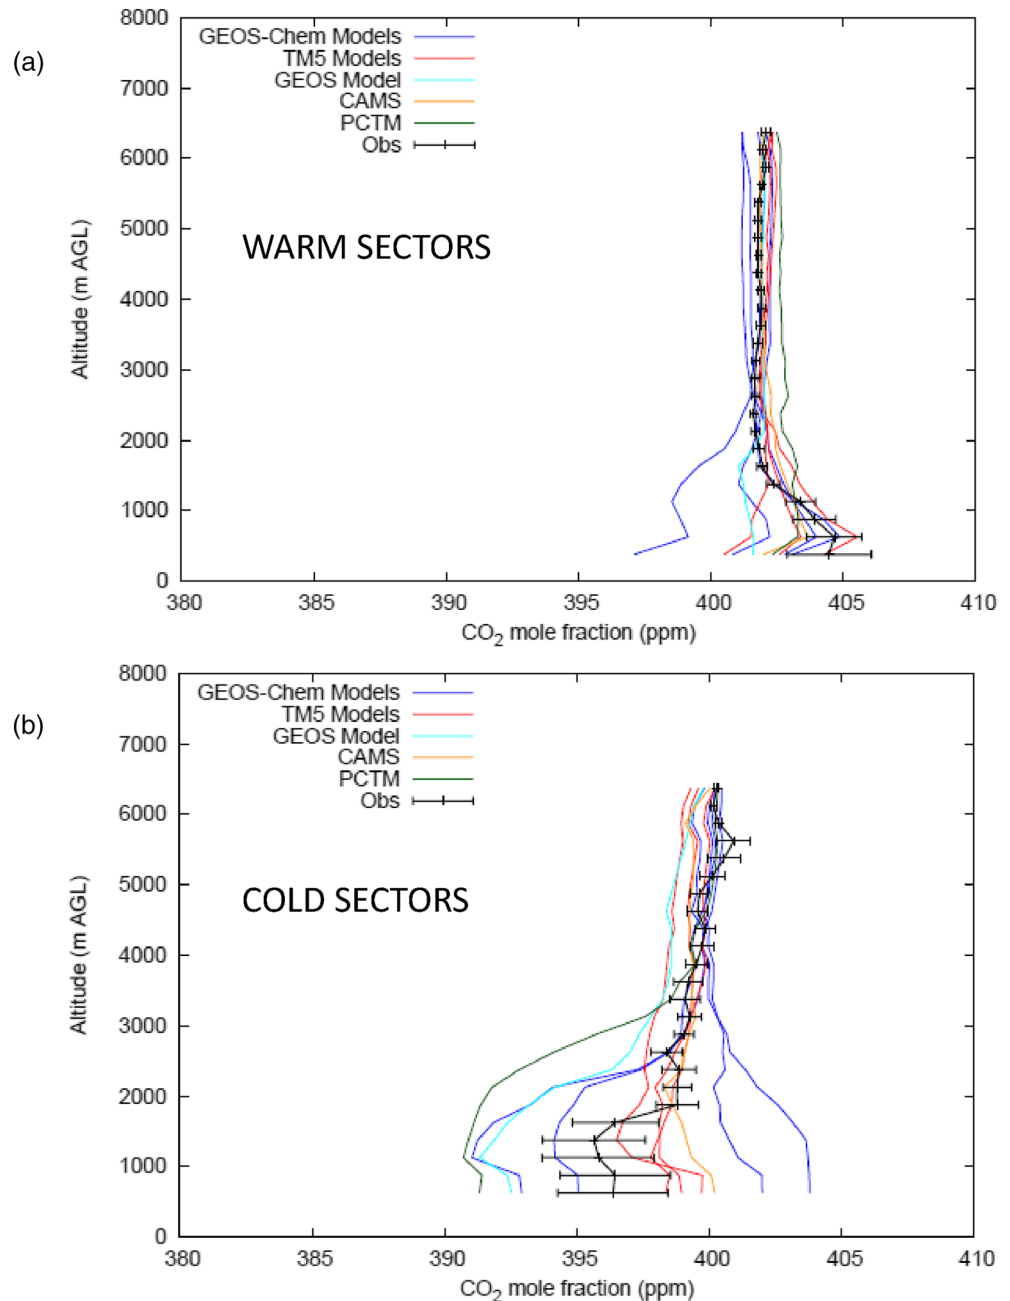 (a)
8000
7000
6000
5000
4000
3000
2000
1000
0
Altitude (m AGL)
GEOS-Chem Models
TM5 Models
GEOS Model
CAMS
PCTM
Obs
WARM SECTORS
380 385 390 395 400 405 410
CO2 mole fraction (ppm)
(b)
8000
7000
6000
5000
4000
3000
2000
1000
0
Altitude (m AGL)
GEOS-Chem Models
TM5 Models
GEOS Model
CAMS
PCTM
Obs
COLD SECTORS
380 385 390 395 400 405 410
CO2 mole fraction (ppm)